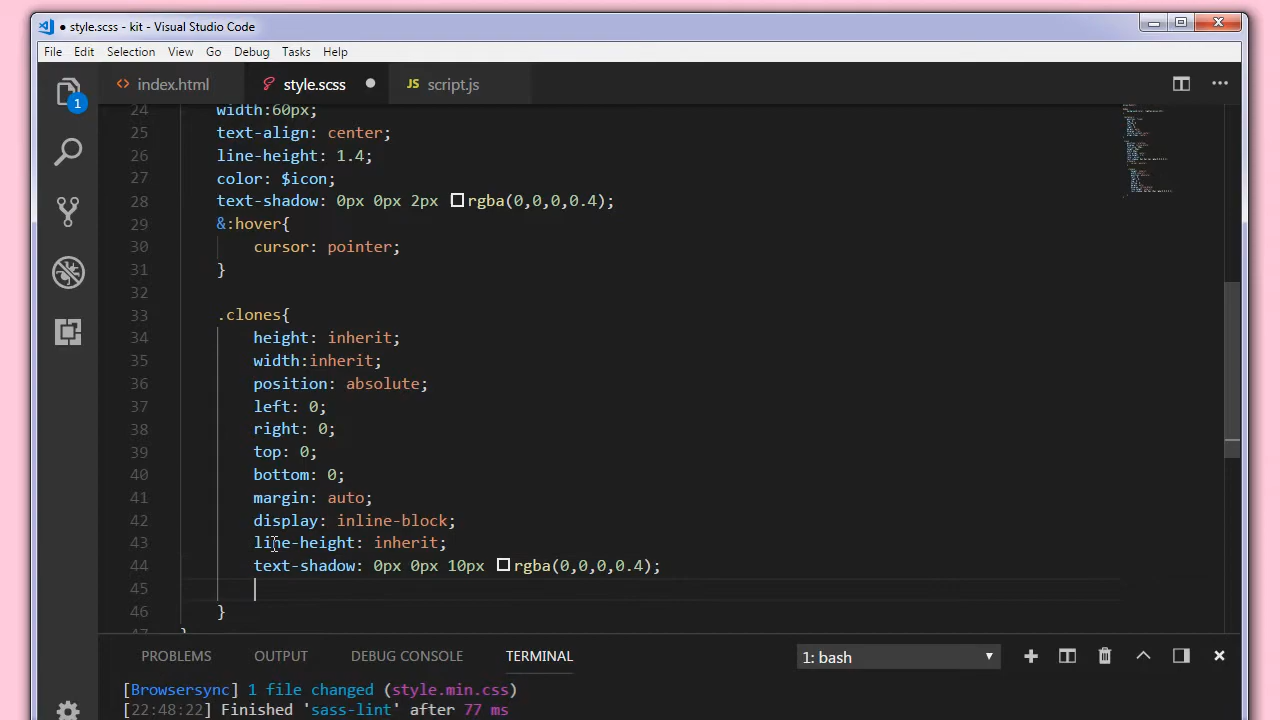 ● style.scss - kit - Visual Studio Code
File Edit Selection View Go Debug Tasks Help
<> index.html style.scss ● JS script.js ···
1
24 width:60px;
25 text-align: center;
26 line-height: 1.4;
27 color: $icon;
28 text-shadow: 0px 0px 2px rgba(0,0,0,0.4);
29 &:hover{
30 cursor: pointer;
31 }
32
33 .clones{
34 height: inherit;
35 width:inherit;
36 position: absolute;
37 left: 0;
38 right: 0;
39 top: 0;
40 bottom: 0;
41 margin: auto;
42 display: inline-block;
43 line-height: inherit;
44 text-shadow: 0px 0px 10px rgba(0,0,0,0.4);
45
46 }
47 }
PROBLEMS OUTPUT DEBUG CONSOLE TERMINAL 1: bash
[Browsersync] 1 file changed (style.min.css)
[22:48:22] Finished 'sass-lint' after 77 ms